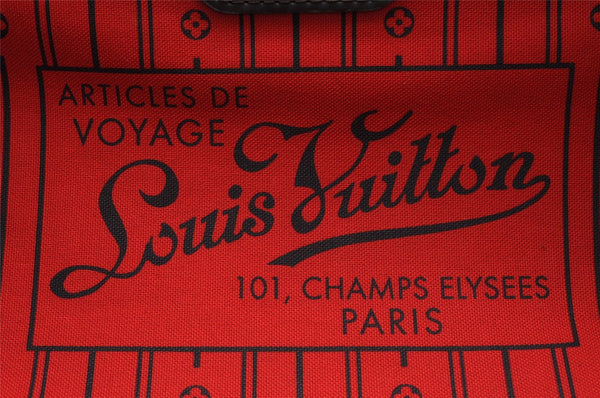 ARTICLES DE
VOYAGE
Louis Vuitton
101, CHAMPS ELYSEES
PARIS